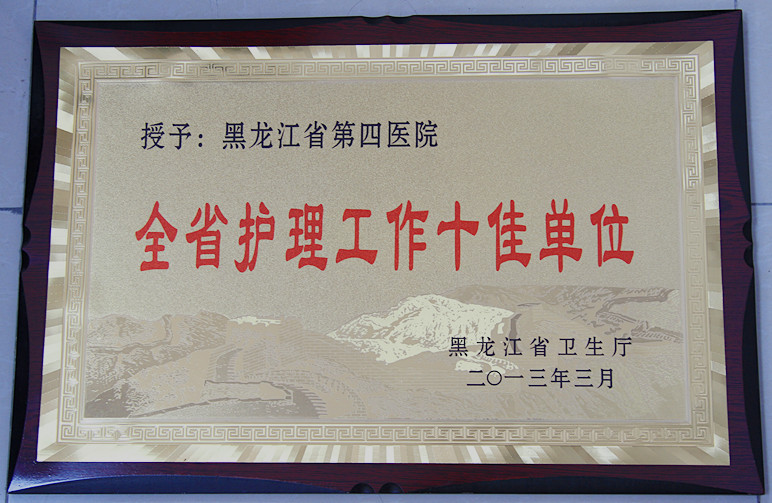 授予：黑龙江省第四医院
全省护理工作十佳单位
黑龙江省卫生厅
二〇一三年三月